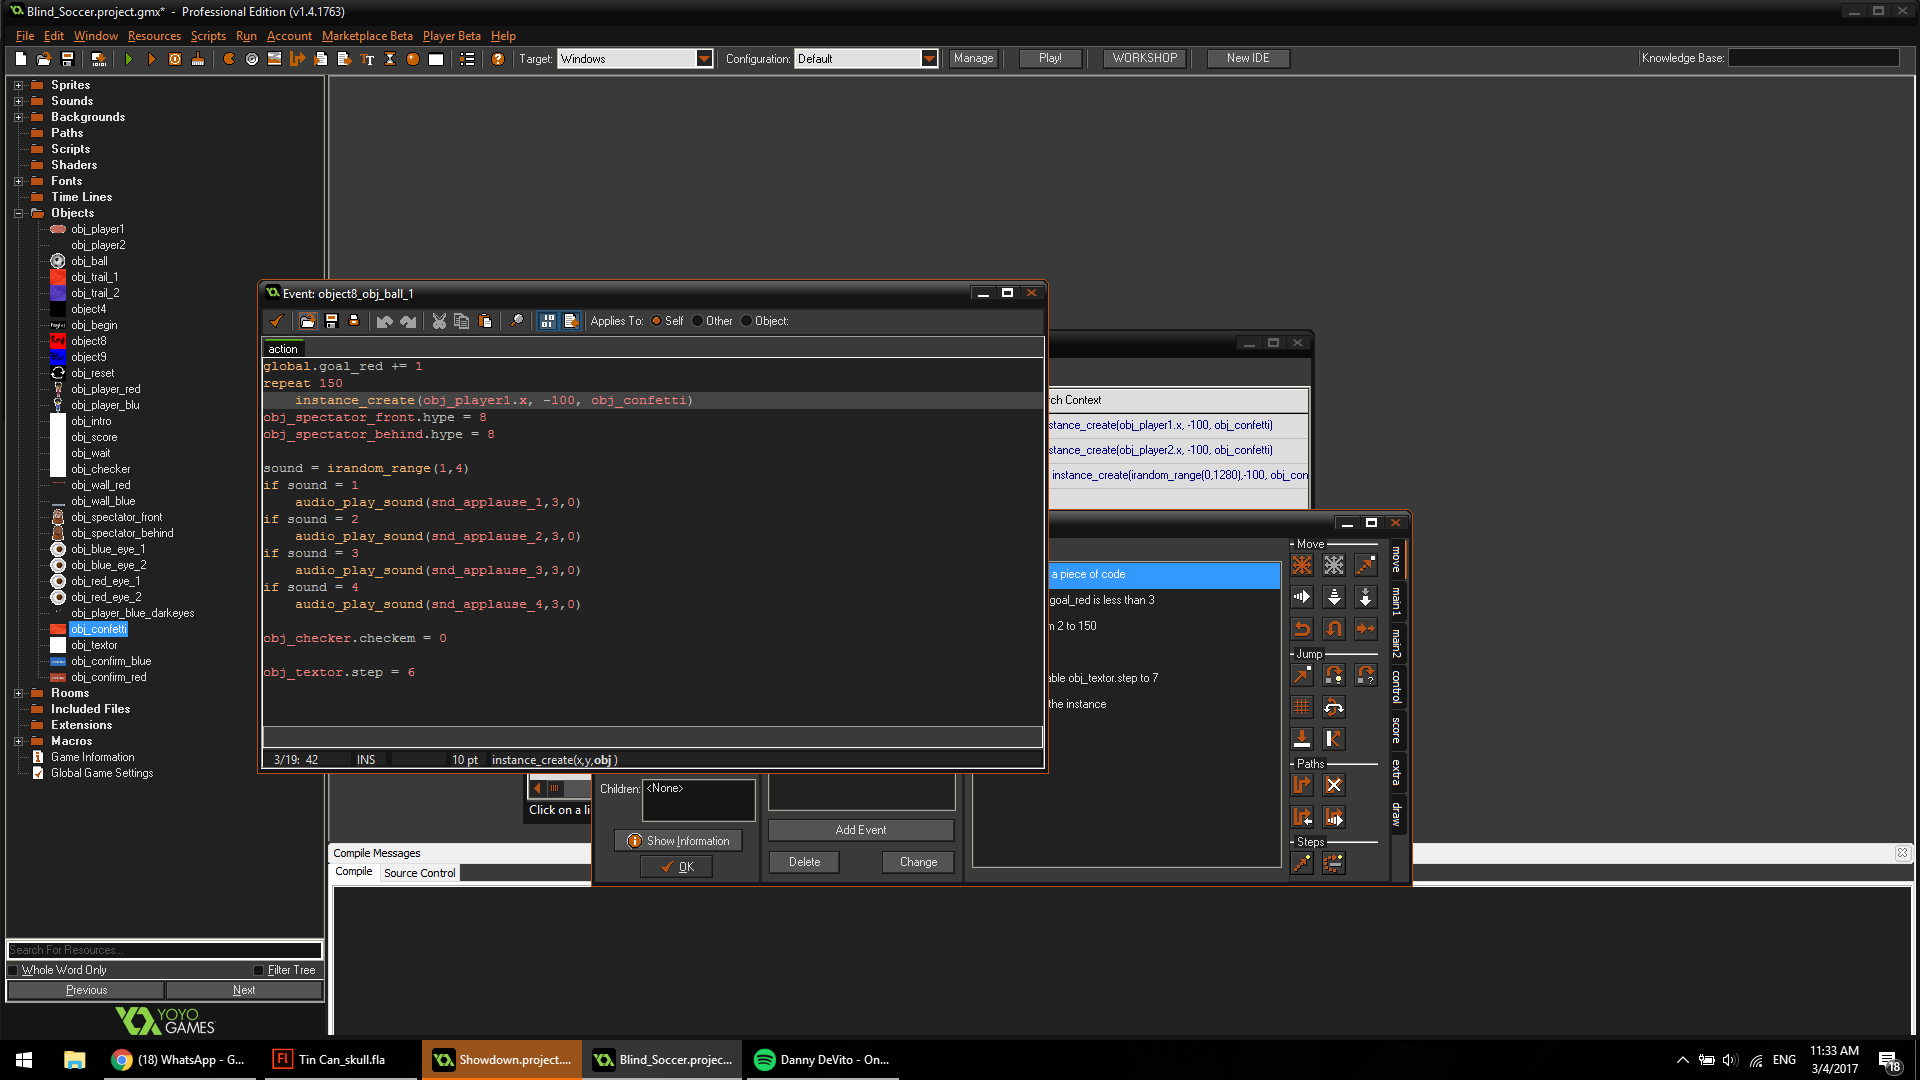 Blind_Soccer.project.gmx*  -  Professional Edition (v1.4.1763)
File Edit Window Resources Scripts Run Account Marketplace Beta Player Beta Help
Target: Windows Configuration: Default Manage Play! WORKSHOP New IDE Knowledge Base:
Sprites
Sounds
Backgrounds
Paths
Scripts
Shaders
Fonts
Time Lines
Objects
obj_player1
obj_player2
obj_ball
obj_trail_1
obj_trail_2
object4
obj_begin
object8
object9
obj_reset
obj_player_red
obj_player_blu
obj_intro
obj_score
obj_wait
obj_checker
obj_wall_red
obj_wall_blue
obj_spectator_front
obj_spectator_behind
obj_blue_eye_1
obj_blue_eye_2
obj_red_eye_1
obj_red_eye_2
obj_player_blue_darkeyes
obj_confetti
obj_textor
obj_confirm_blue
obj_confirm_red
Rooms
Included Files
Extensions
Macros
Game Information
Global Game Settings
Search For Resources...
Whole Word Only Filter Tree
Previous Next
YOYO
GAMES
Event: object8_obj_ball_1
Applies To: Self Other Object:
action
global.goal_red += 1
repeat 150
    instance_create(obj_player1.x, -100, obj_confetti)
obj_spectator_front.hype = 8
obj_spectator_behind.hype = 8
sound = irandom_range(1,4)
if sound = 1
    audio_play_sound(snd_applause_1,3,0)
if sound = 2
    audio_play_sound(snd_applause_2,3,0)
if sound = 3
    audio_play_sound(snd_applause_3,3,0)
if sound = 4
    audio_play_sound(snd_applause_4,3,0)
obj_checker.checkem = 0
obj_textor.step = 6
3/19: 42 INS 10 pt instance_create(x,y,obj )
rch Context
stance_create(obj_player1.x, -100, obj_confetti)
stance_create(obj_player2.x, -100, obj_confetti)
instance_create(irandom_range(0,1280),-100, obj_con
a piece of code
goal_red is less than 3
m 2 to 150
able obj_textor.step to 7
the instance
Move
Jump
Paths
Steps
move
main1
main2
control
score
extra
draw
Click on a li
Children: <None>
Show Information
OK
Add Event
Delete Change
Compile Messages
Compile Source Control
(18) WhatsApp - G...
Fl Tin Can_skull.fla
Showdown.project....
Blind_Soccer.projec...
Danny DeVito - On...
ENG
11:33 AM
3/4/2017
18